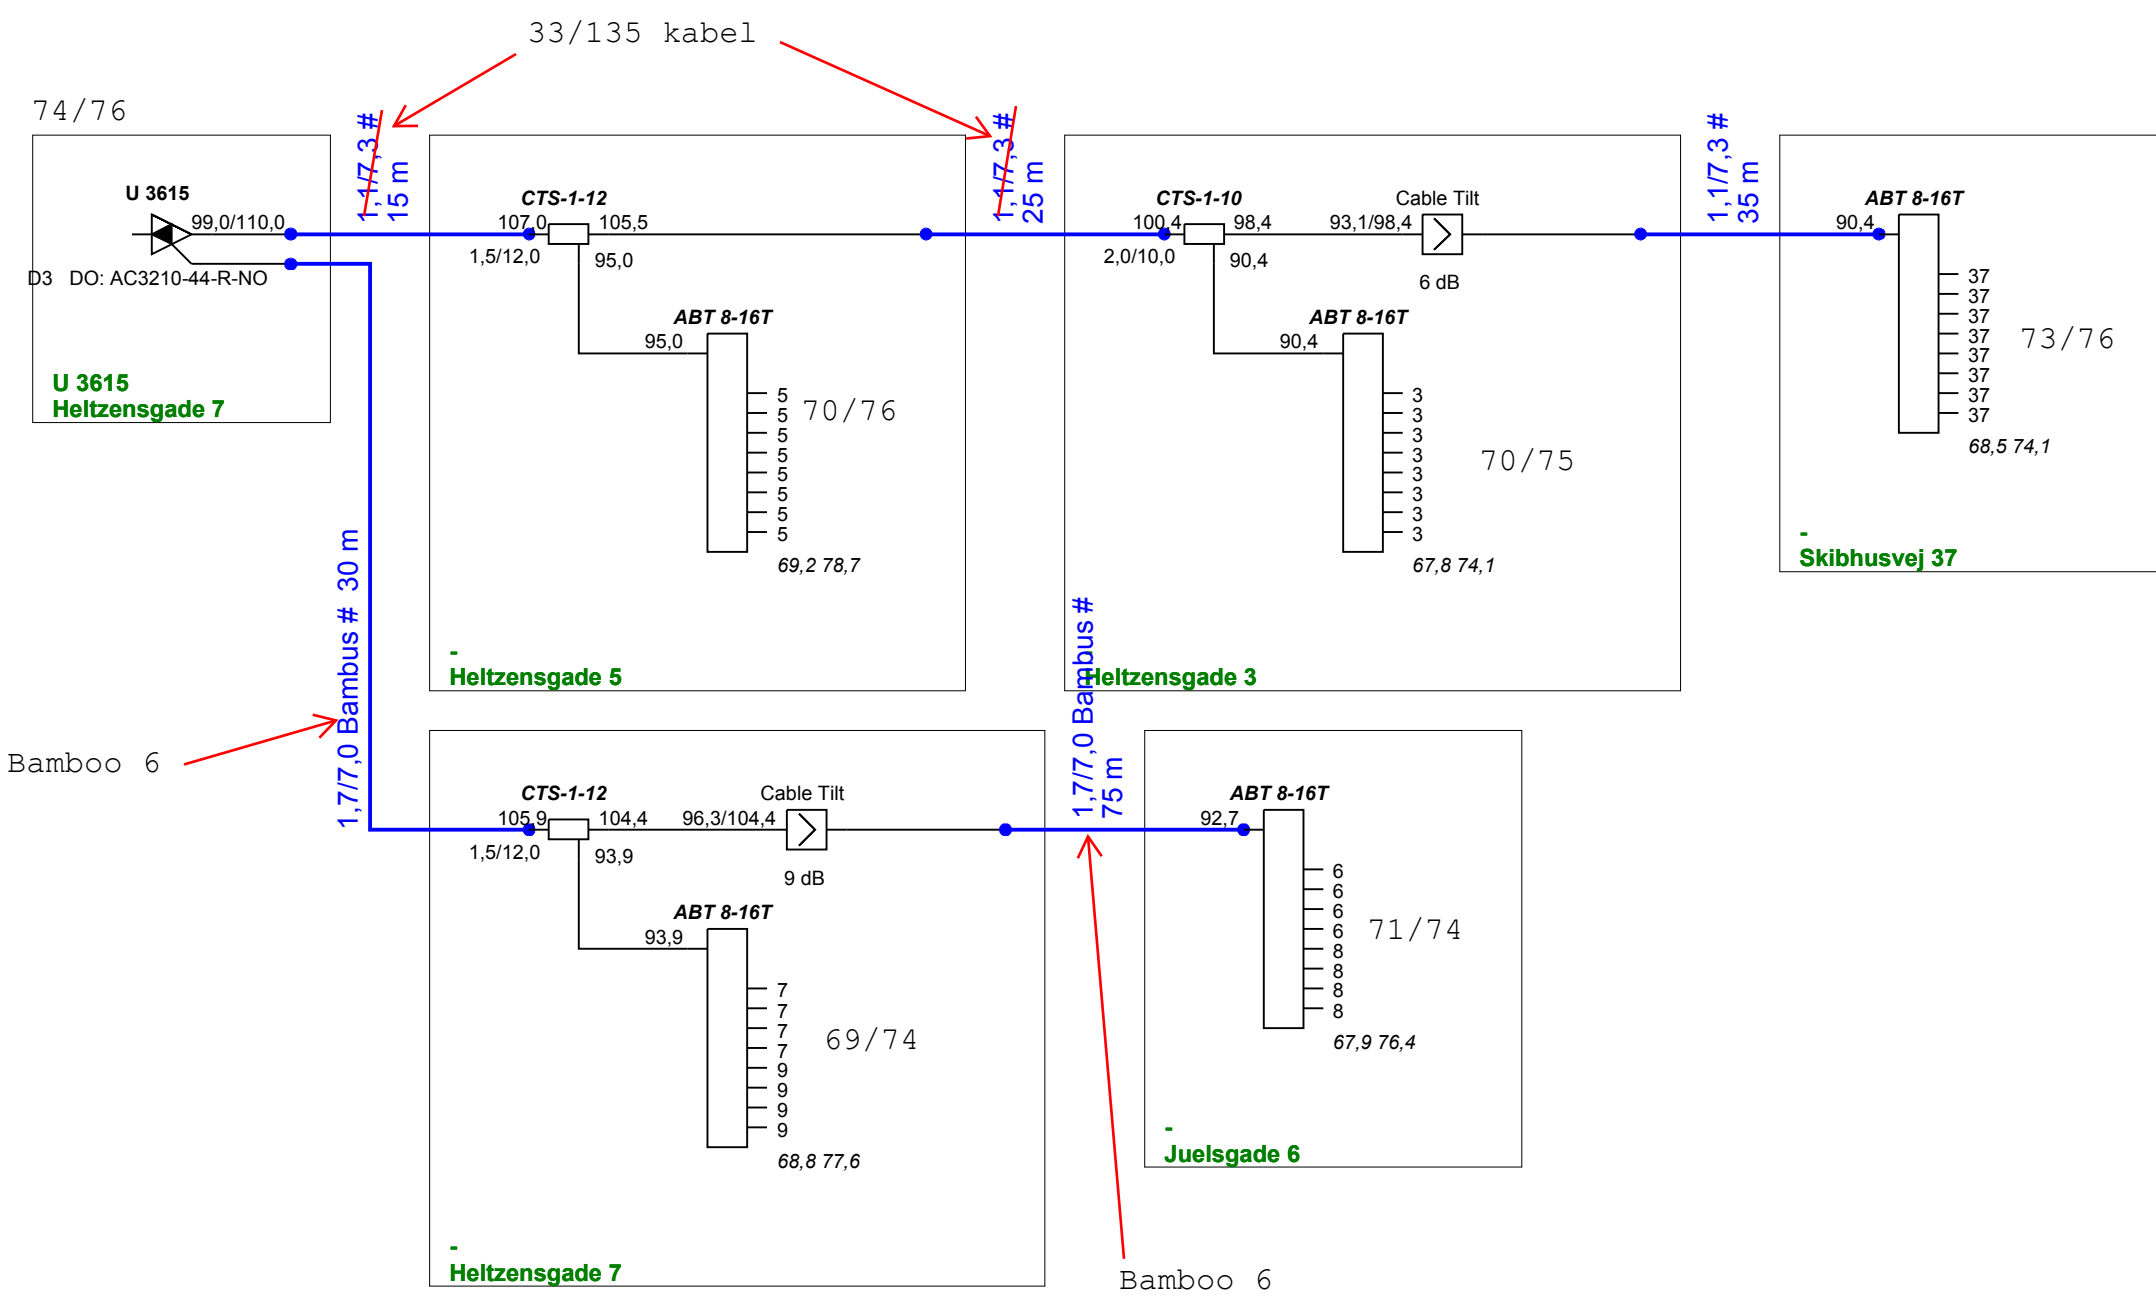 33/135 kabel
74/76
U 3615
99,0/110,0
D3 DO: AC3210-44-R-NO
U 3615
Heltzensgade 7
1,1/7,3 #
15 m
CTS-1-12
107,0
105,5
1,5/12,0
95,0
ABT 8-16T
95,0
5
5
5
5
5
5
5
5
70/76
69,2 78,7
-
Heltzensgade 5
1,1/7,3 #
25 m
CTS-1-10
100,4
98,4
2,0/10,0
90,4
Cable Tilt
93,1/98,4
6 dB
ABT 8-16T
90,4
3
3
3
3
3
3
3
3
70/75
67,8 74,1
-
Heltzensgade 3
1,1/7,3 #
35 m
ABT 8-16T
90,4
37
37
37
37
37
37
37
37
73/76
68,5 74,1
-
Skibhusvej 37
1,7/7,0 Bambus # 30 m
Bamboo 6
CTS-1-12
105,9
104,4
1,5/12,0
93,9
Cable Tilt
96,3/104,4
9 dB
ABT 8-16T
93,9
7
7
7
7
9
9
9
9
69/74
68,8 77,6
-
Heltzensgade 7
1,7/7,0 Bambus #
75 m
ABT 8-16T
92,7
6
6
6
6
8
8
8
8
71/74
67,9 76,4
-
Juelsgade 6
Bamboo 6